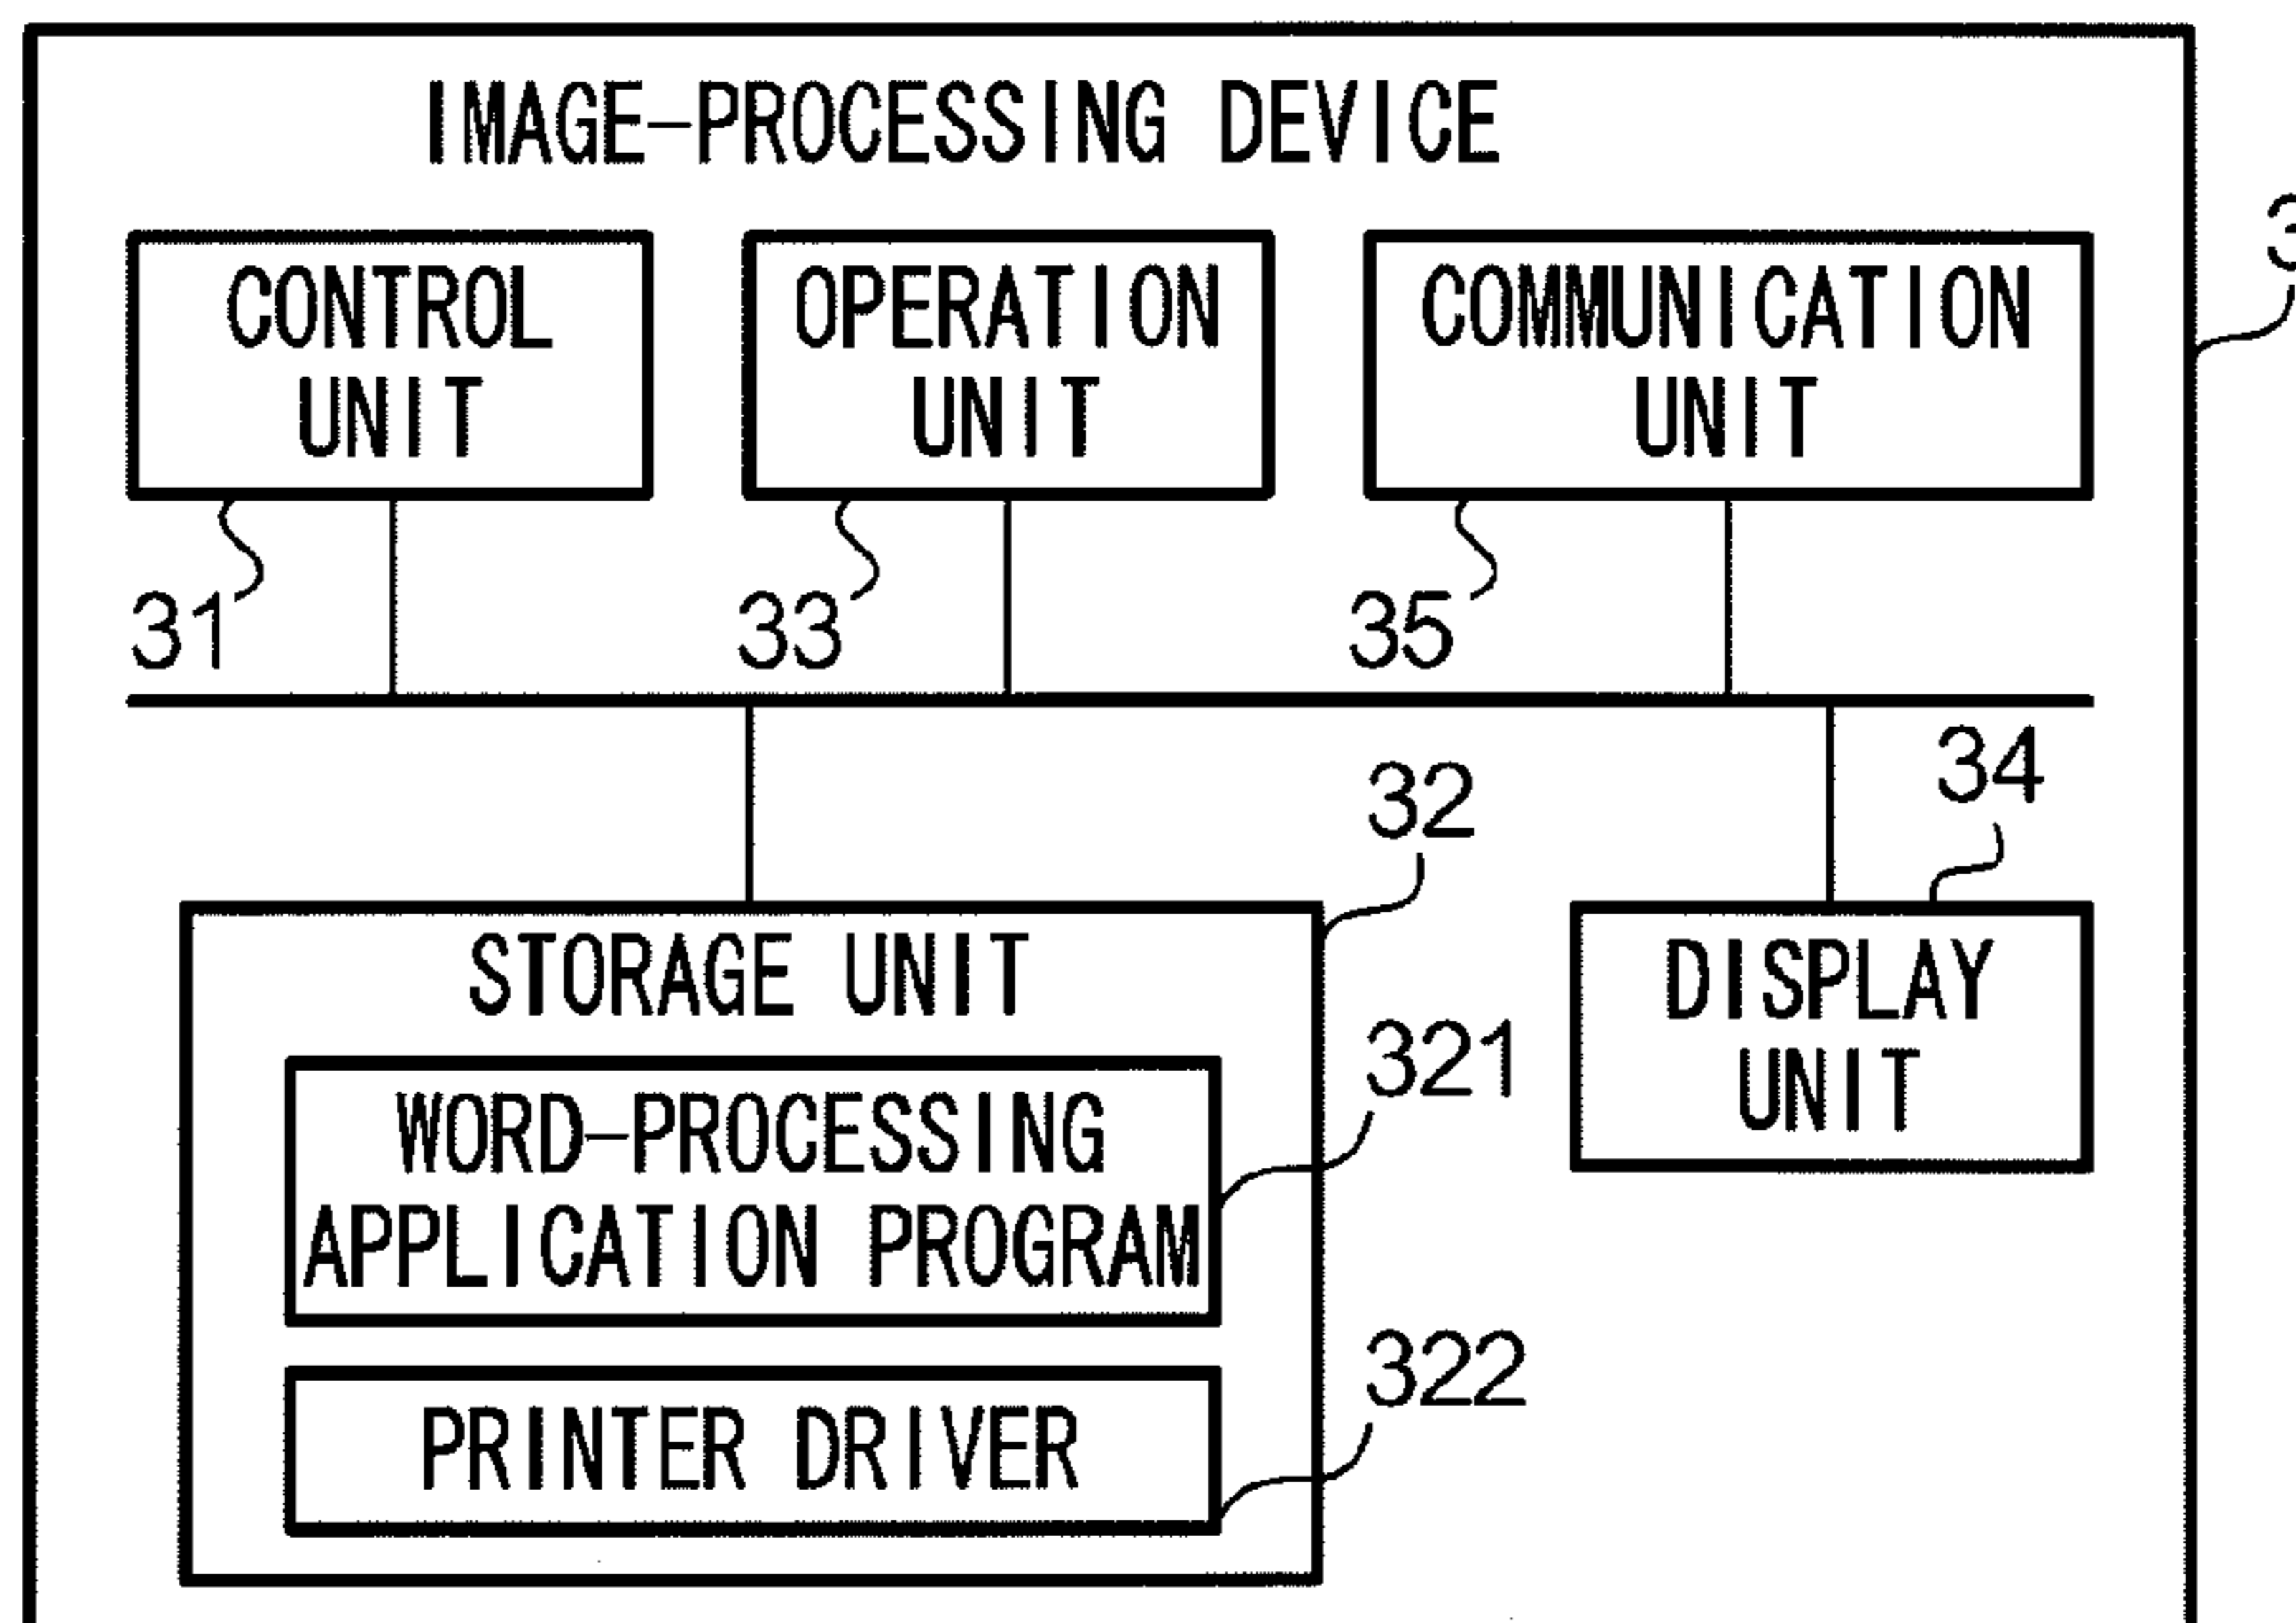 IMAGE-PROCESSING DEVICE
3
CONTROL
UNIT
OPERATION
UNIT
COMMUNICATION
UNIT
31
33
35
34
32
STORAGE UNIT
DISPLAY
UNIT
321
WORD-PROCESSING
APPLICATION PROGRAM
322
PRINTER DRIVER